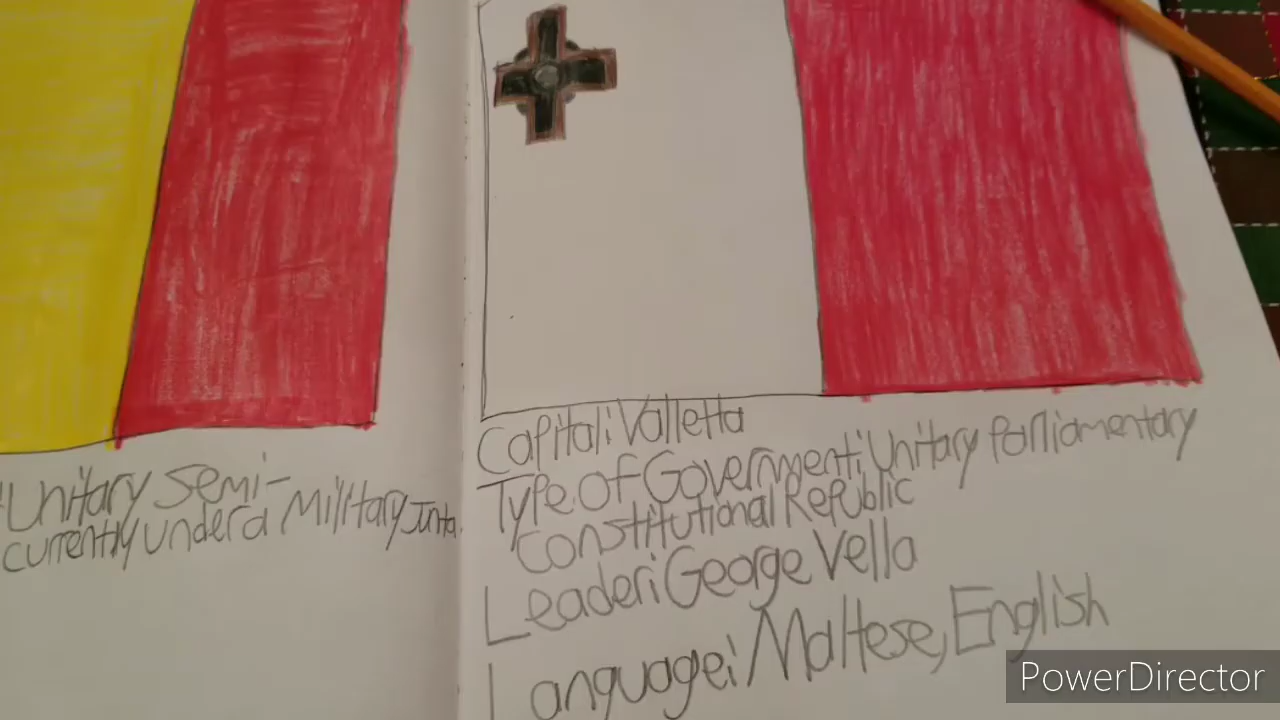 Unitary Semi-
currently under a Military Junta.
Capital: Valletta
Type of Government: Unitary Parliamentary
Constitutional Republic
Leader: George Vella
Language: Maltese, English
PowerDirector